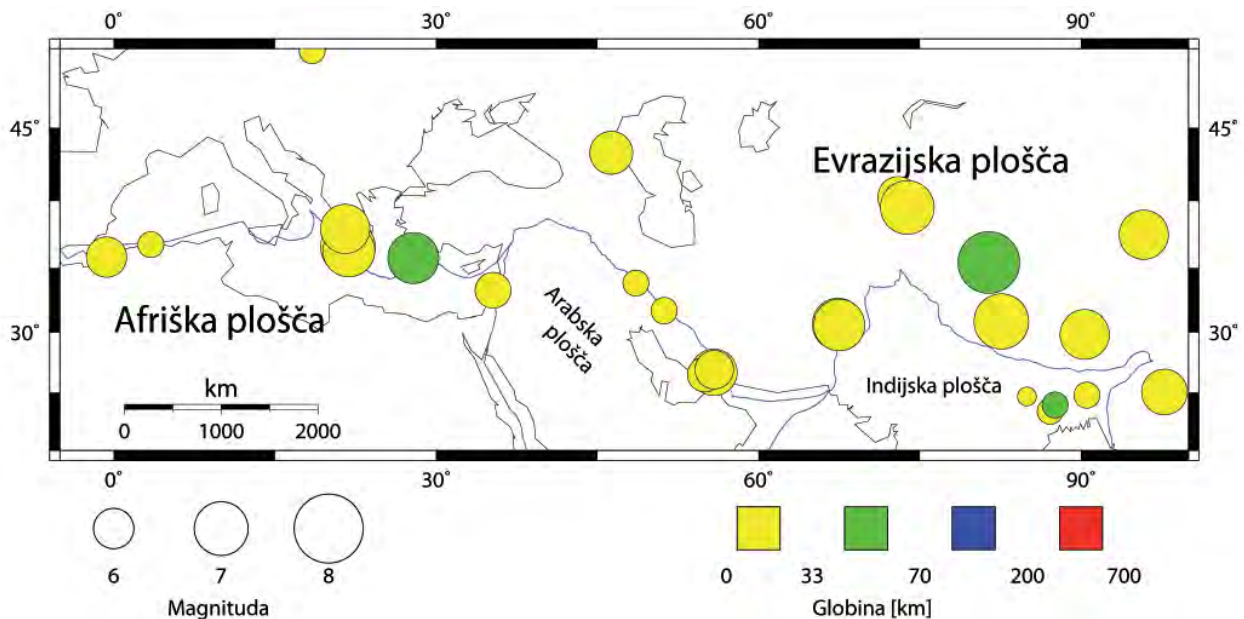 0˚ 30˚ 60˚ 90˚
45˚ 45˚
Evrazijska plošča
Afriška plošča
Arabska
plošča
30˚ 30˚
Indijska plošča
km
0 1000 2000
0˚ 30˚ 60˚ 90˚
6 7 8
0 33 70 200 700
Magnituda
Globina [km]